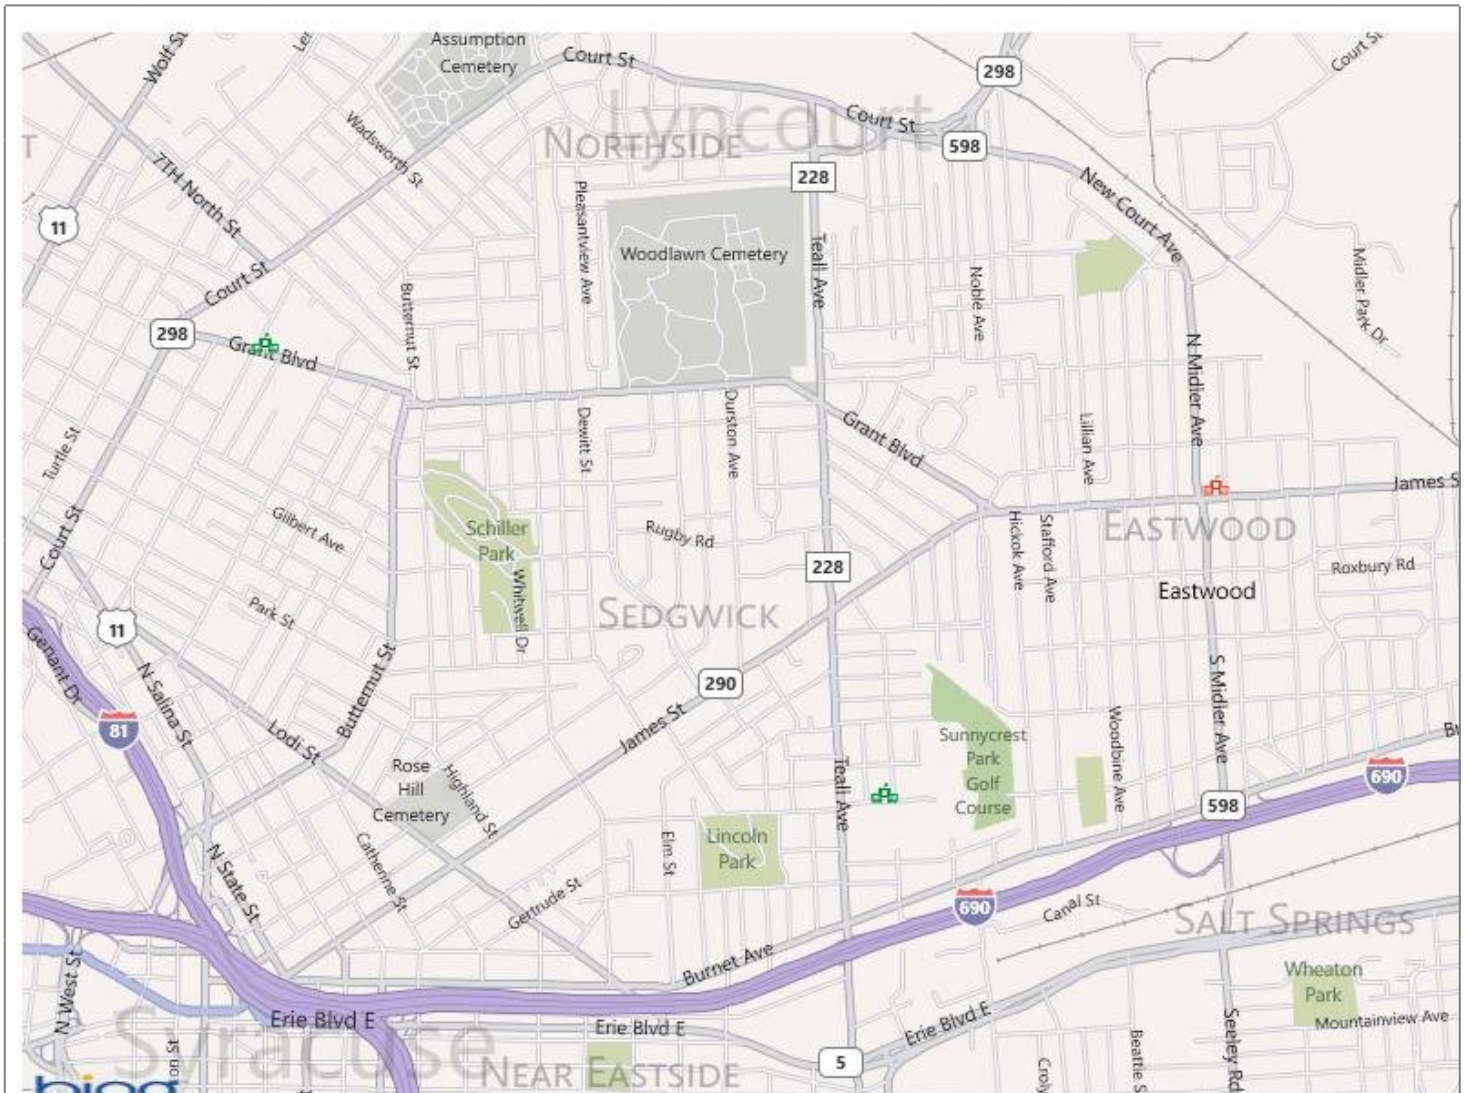 Assumption
Cemetery
Court St
298
Court St
Wolf St
Wadsworth St
Lyncourt
NORTHSIDE
Court St
598
228
7TH North St
11
Pleasantview Ave
Woodlawn Cemetery
Teall Ave
New Court Ave
Noble Ave
Midler Park Dr
Court St
Butternut St
298
Grant Blvd
N Midler Ave
Turtle St
Dewitt St
Durston Ave
Grant Blvd
Lillian Ave
James S
Court St
Gilbert Ave
Schiller
Park
Rugby Rd
Hickok Ave
Stafford Ave
EASTWOOD
228
Roxbury Rd
Eastwood
Whitwell Dr
Park St
SEDGWICK
11
Genant Dr
N Salina St
Butternut St
290
S Midler Ave
81
Lodi St
James St
Sunnycrest
Park
Golf
Course
Woodbine Ave
690
Rose
Hill
Cemetery
Highland St
Teall Ave
598
Lincoln
Park
Elm St
N State St
Catherine St
Gertrude St
690
Canal St
SALT SPRINGS
Burnet Ave
Wheaton
Park
N West St
Erie Blvd E
Erie Blvd E
Erie Blvd E
Mountainview Ave
Syracuse
NEAR EASTSIDE
5
Seeley Rd
Beattie S
bing